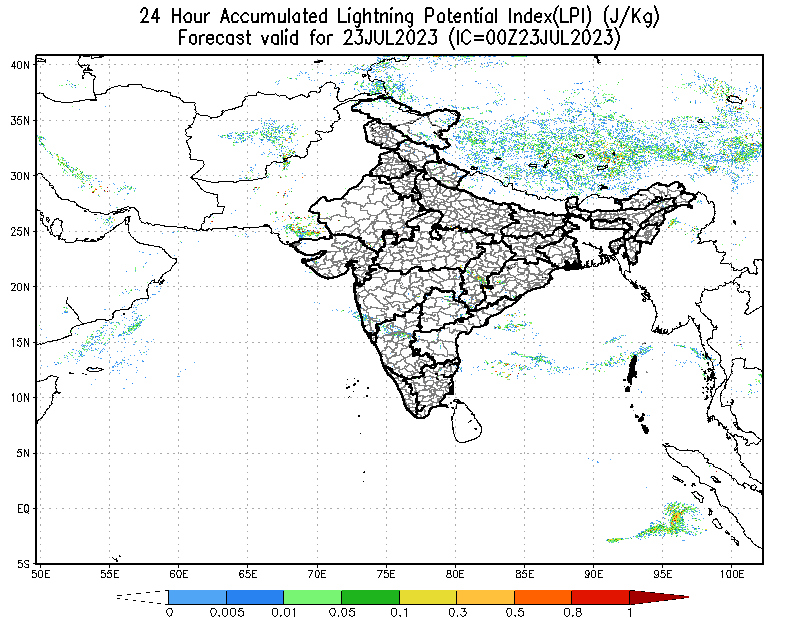 24 Hour Accumulated Lightning Potential Index(LPI) (J/Kg)
Forecast valid for 23JUL2023 (IC=00Z23JUL2023)
40N
35N
30N
25N
20N
15N
10N
5N
EQ
5S
50E 55E 60E 65E 70E 75E 80E 85E 90E 95E 100E
0 0.005 0.01 0.05 0.1 0.3 0.5 0.8 1